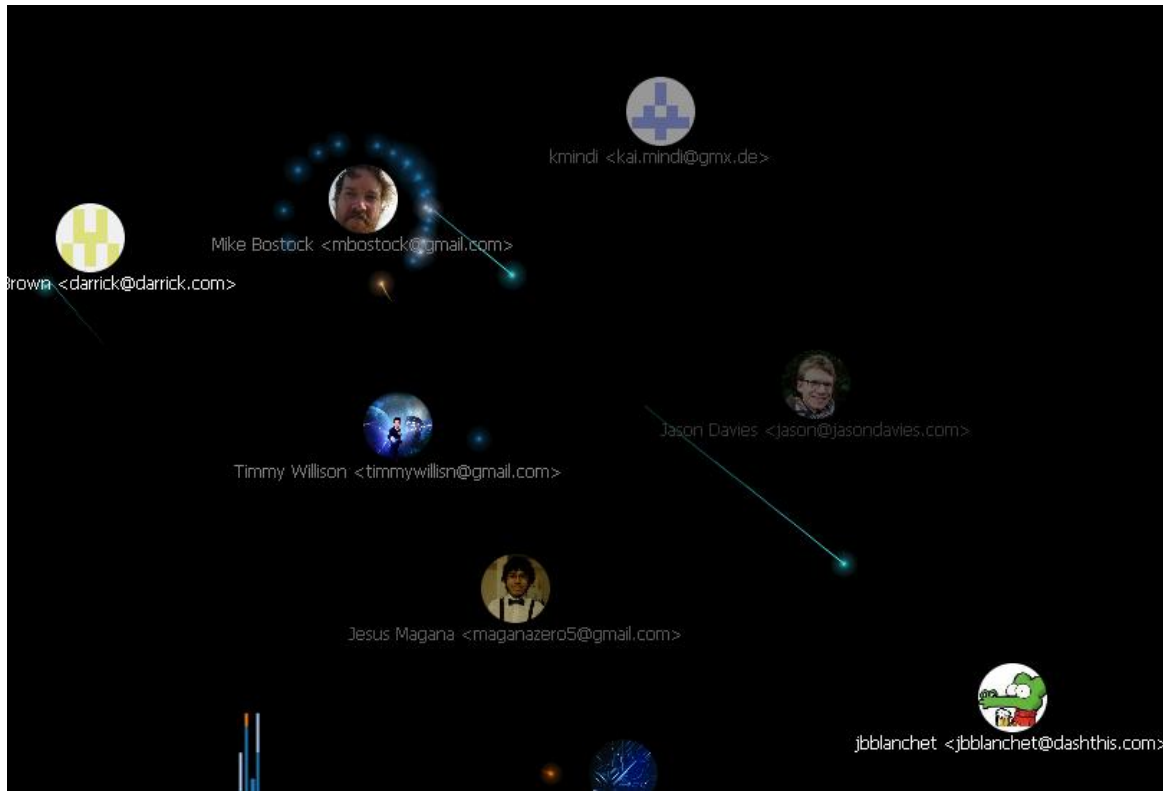 kmindi <kai.mindi@gmx.de>
Mike Bostock <mbostock@gmail.com>
Brown <darrick@darrick.com>
Jason Davies <jason@jasondavies.com>
Timmy Willison <timmywillisn@gmail.com>
Jesus Magana <maganazero5@gmail.com>
jbblanchet <jbblanchet@dashthis.com>